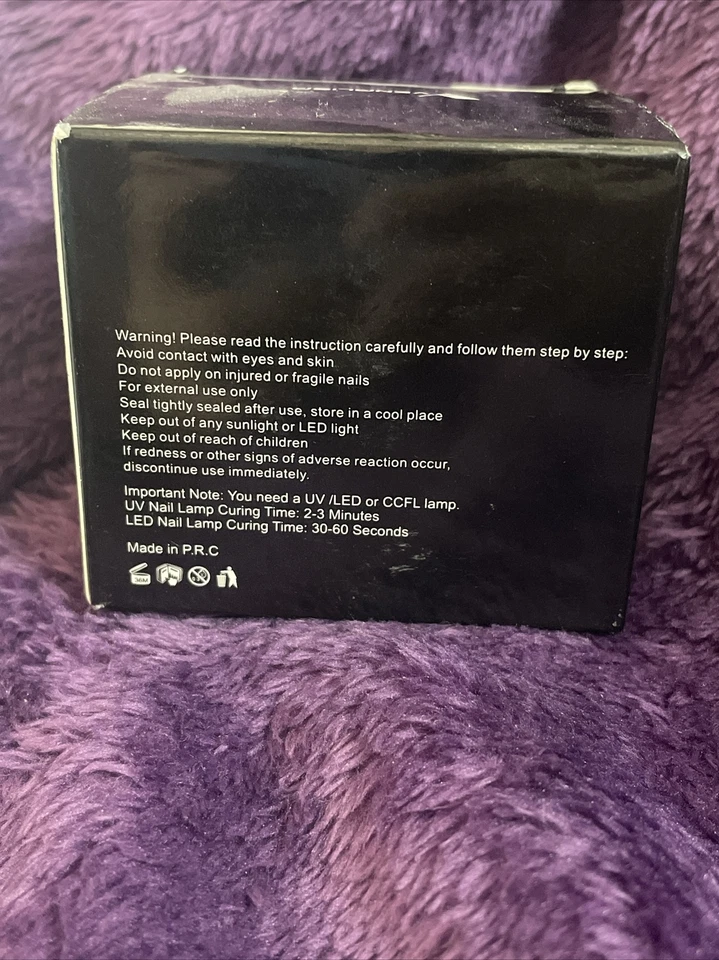 Warning! Please read the instruction carefully and follow them step by step:
Avoid contact with eyes and skin
Do not apply on injured or fragile nails
For external use only
Seal tightly sealed after use, store in a cool place
Keep out of any sunlight or LED light
Keep out of reach of children
If redness or other signs of adverse reaction occur,
discontinue use immediately.
Important Note: You need a UV /LED or CCFL lamp.
UV Nail Lamp Curing Time: 2-3 Minutes
LED Nail Lamp Curing Time: 30-60 Seconds
Made in P.R.C
36M